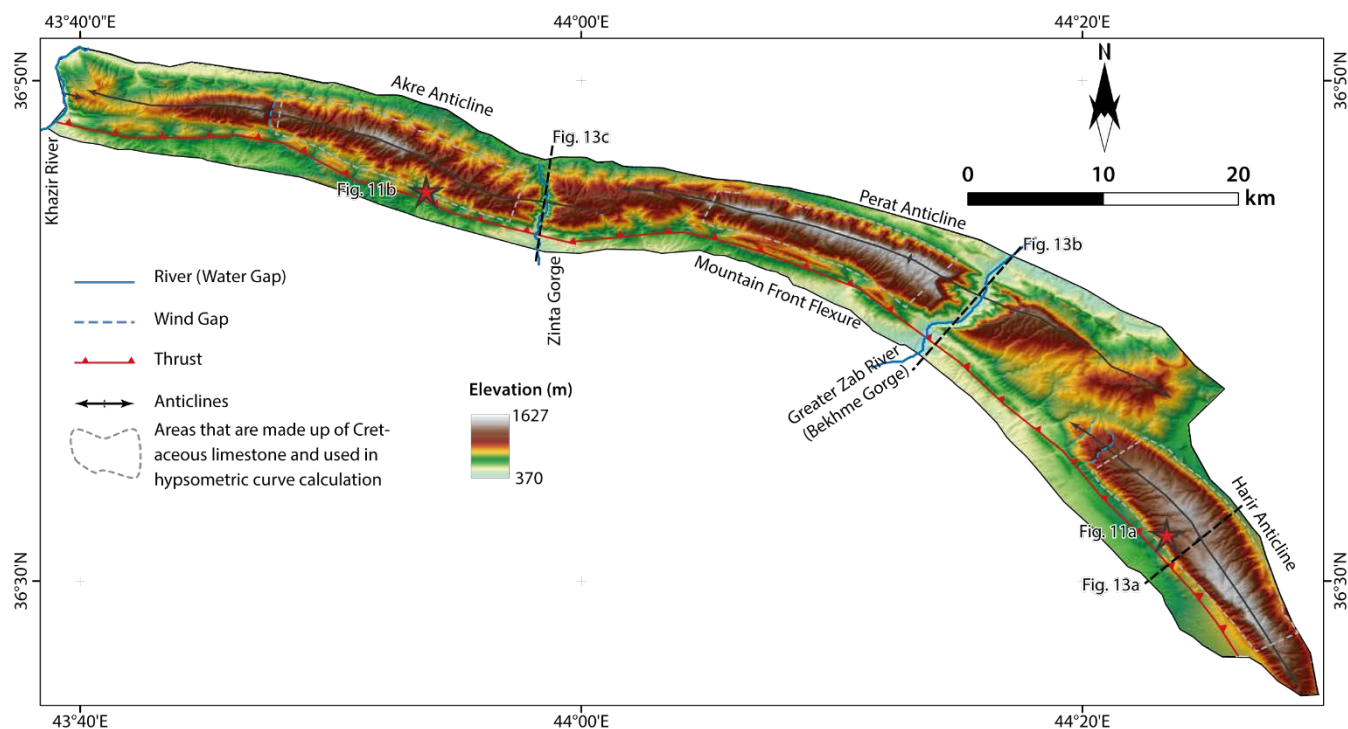 43°40'0"E
44°00'E
44°20'E
36°50'N
36°50'N
N
Akre Anticline
Fig. 13c
0 10 20
km
Fig. 11b
Khazir River
Perat Anticline
Fig. 13b
Mountain Front Flexure
Zinta Gorge
River (Water Gap)
Wind Gap
Thrust
Anticlines
Areas that are made up of Cret-
aceous limestone and used in
hypsometric curve calculation
Elevation (m)
1627
370
Greater Zab River
(Bekhme Gorge)
Harir Anticline
Fig. 11a
Fig. 13a
36°30'N
36°30'N
43°40'E
44°00'E
44°20'E